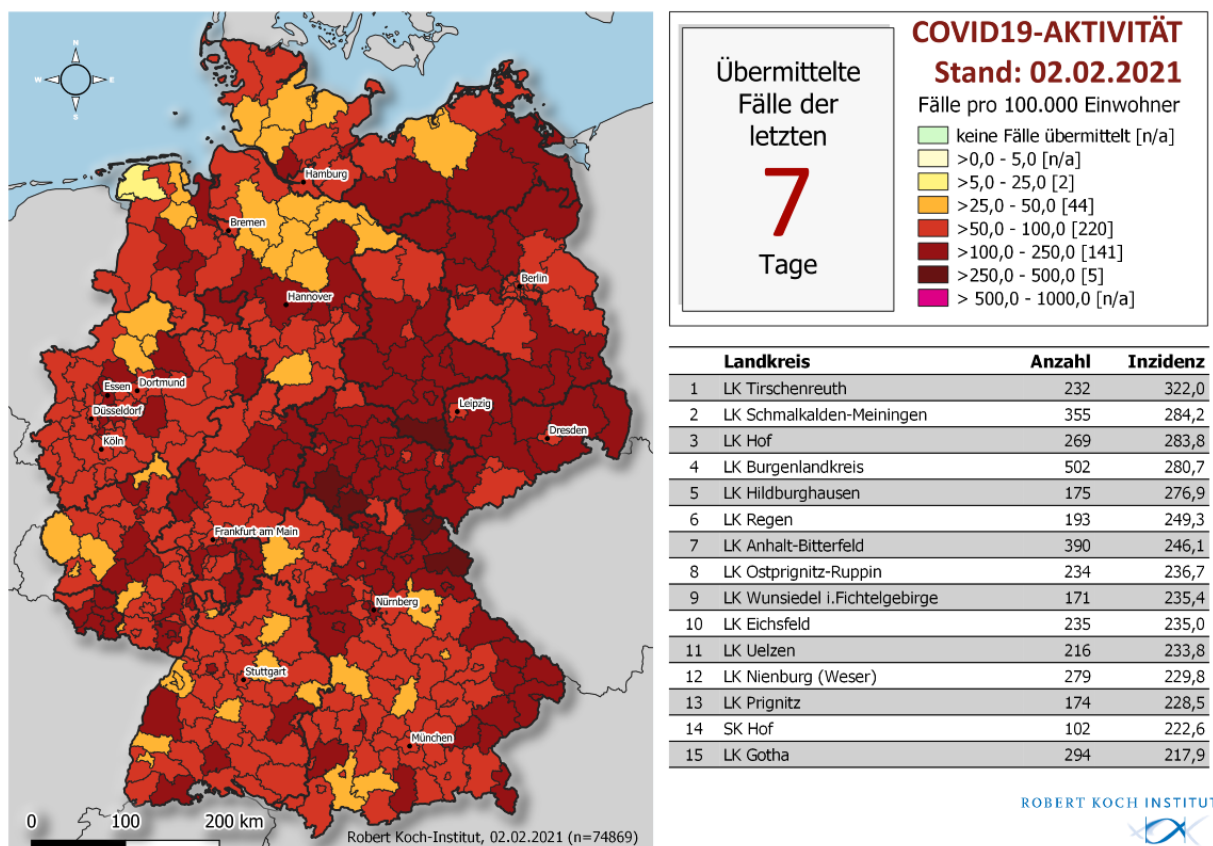 N
W
E
S
Hamburg
Bremen
Berlin
Hannover
Essen
Dortmund
Düsseldorf
Leipzig
Köln
Dresden
Frankfurt am Main
Nürnberg
Stuttgart
München
0 100 200 km
Robert Koch-Institut, 02.02.2021 (n=74869)
Übermittelte
Fälle der
letzten
7
Tage
COVID19-AKTIVITÄT
Stand: 02.02.2021
Fälle pro 100.000 Einwohner
keine Fälle übermittelt [n/a]
>0,0 - 5,0 [n/a]
>5,0 - 25,0 [2]
>25,0 - 50,0 [44]
>50,0 - 100,0 [220]
>100,0 - 250,0 [141]
>250,0 - 500,0 [5]
> 500,0 - 1000,0 [n/a]
Landkreis Anzahl Inzidenz
1 LK Tirschenreuth 232 322,0
2 LK Schmalkalden-Meiningen 355 284,2
3 LK Hof 269 283,8
4 LK Burgenlandkreis 502 280,7
5 LK Hildburghausen 175 276,9
6 LK Regen 193 249,3
7 LK Anhalt-Bitterfeld 390 246,1
8 LK Ostprignitz-Ruppin 234 236,7
9 LK Wunsiedel i.Fichtelgebirge 171 235,4
10 LK Eichsfeld 235 235,0
11 LK Uelzen 216 233,8
12 LK Nienburg (Weser) 279 229,8
13 LK Prignitz 174 228,5
14 SK Hof 102 222,6
15 LK Gotha 294 217,9
ROBERT KOCH INSTITUT